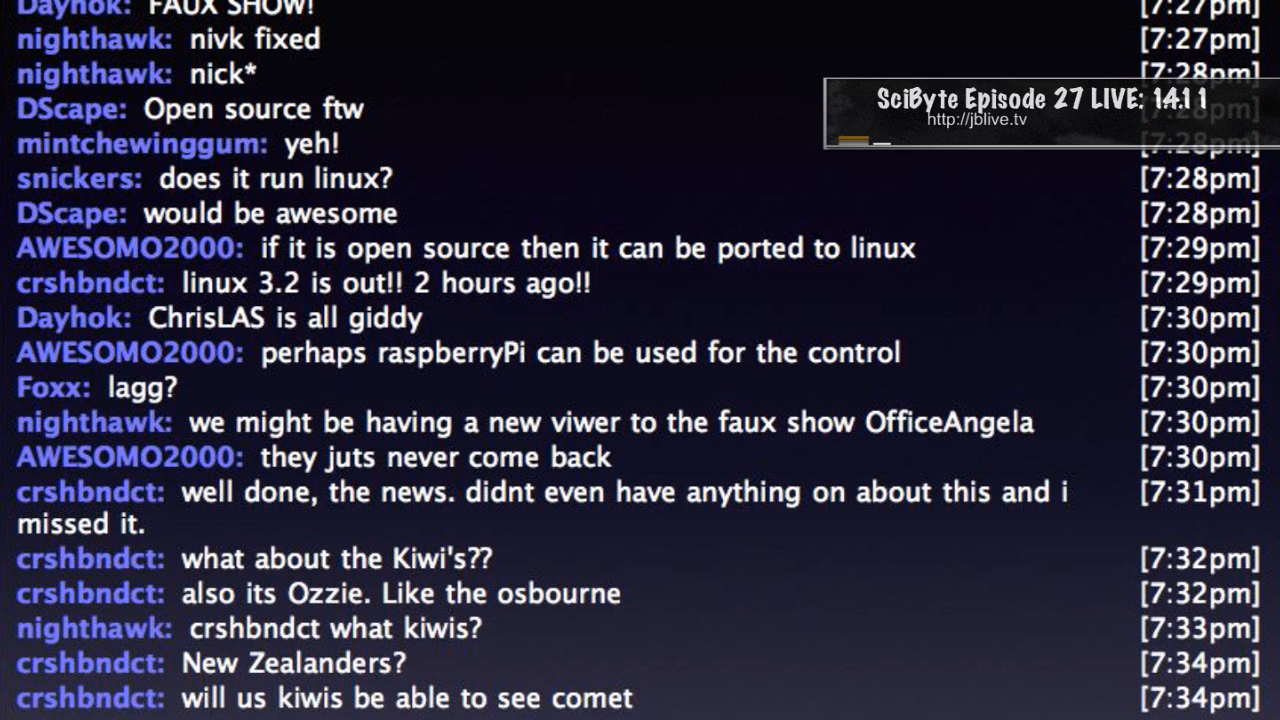 Dayhok: FAUX SHOW! [7:27pm]
nighthawk: nivk fixed [7:27pm]
nighthawk: nick* [7:28pm]
SciByte Episode 27 LIVE: 14.11
http://jblive.tv
DScape: Open source ftw [7:28pm]
mintchewinggum: yeh! [7:28pm]
snickers: does it run linux? [7:28pm]
DScape: would be awesome [7:28pm]
AWESOMO2000: if it is open source then it can be ported to linux [7:29pm]
crshbndct: linux 3.2 is out!! 2 hours ago!! [7:29pm]
Dayhok: ChrisLAS is all giddy [7:30pm]
AWESOMO2000: perhaps raspberryPi can be used for the control [7:30pm]
Foxx: lagg? [7:30pm]
nighthawk: we might be having a new viwer to the faux show OfficeAngela [7:30pm]
AWESOMO2000: they juts never come back [7:30pm]
crshbndct: well done, the news. didnt even have anything on about this and i [7:31pm]
missed it.
crshbndct: what about the Kiwi's?? [7:32pm]
crshbndct: also its Ozzie. Like the osbourne [7:32pm]
nighthawk: crshbndct what kiwis? [7:33pm]
crshbndct: New Zealanders? [7:34pm]
crshbndct: will us kiwis be able to see comet [7:34pm]